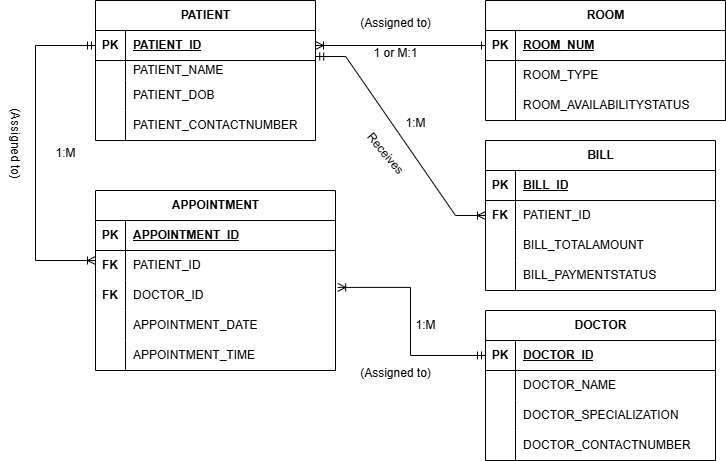 PATIENT
PK PATIENT_ID
PATIENT_NAME
PATIENT_DOB
PATIENT_CONTACTNUMBER
(Assigned to)
1 or M:1
ROOM
PK ROOM_NUM
ROOM_TYPE
ROOM_AVAILABILITYSTATUS
(Assigned to)
1:M
1:M
Receives
BILL
PK BILL_ID
FK PATIENT_ID
BILL_TOTALAMOUNT
BILL_PAYMENTSTATUS
APPOINTMENT
PK APPOINTMENT_ID
FK PATIENT_ID
FK DOCTOR_ID
APPOINTMENT_DATE
APPOINTMENT_TIME
1:M
(Assigned to)
DOCTOR
PK DOCTOR_ID
DOCTOR_NAME
DOCTOR_SPECIALIZATION
DOCTOR_CONTACTNUMBER